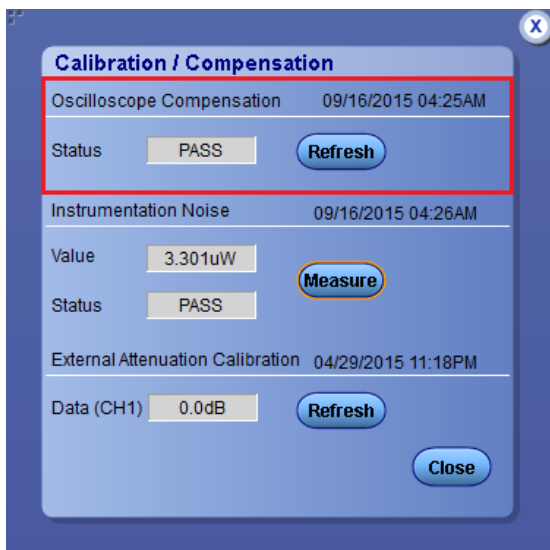 X
Calibration / Compensation
Oscilloscope Compensation 09/16/2015 04:25AM
Status PASS Refresh
Instrumentation Noise 09/16/2015 04:26AM
Value 3.301uW
Measure
Status PASS
External Attenuation Calibration 04/29/2015 11:18PM
Data (CH1) 0.0dB Refresh
Close